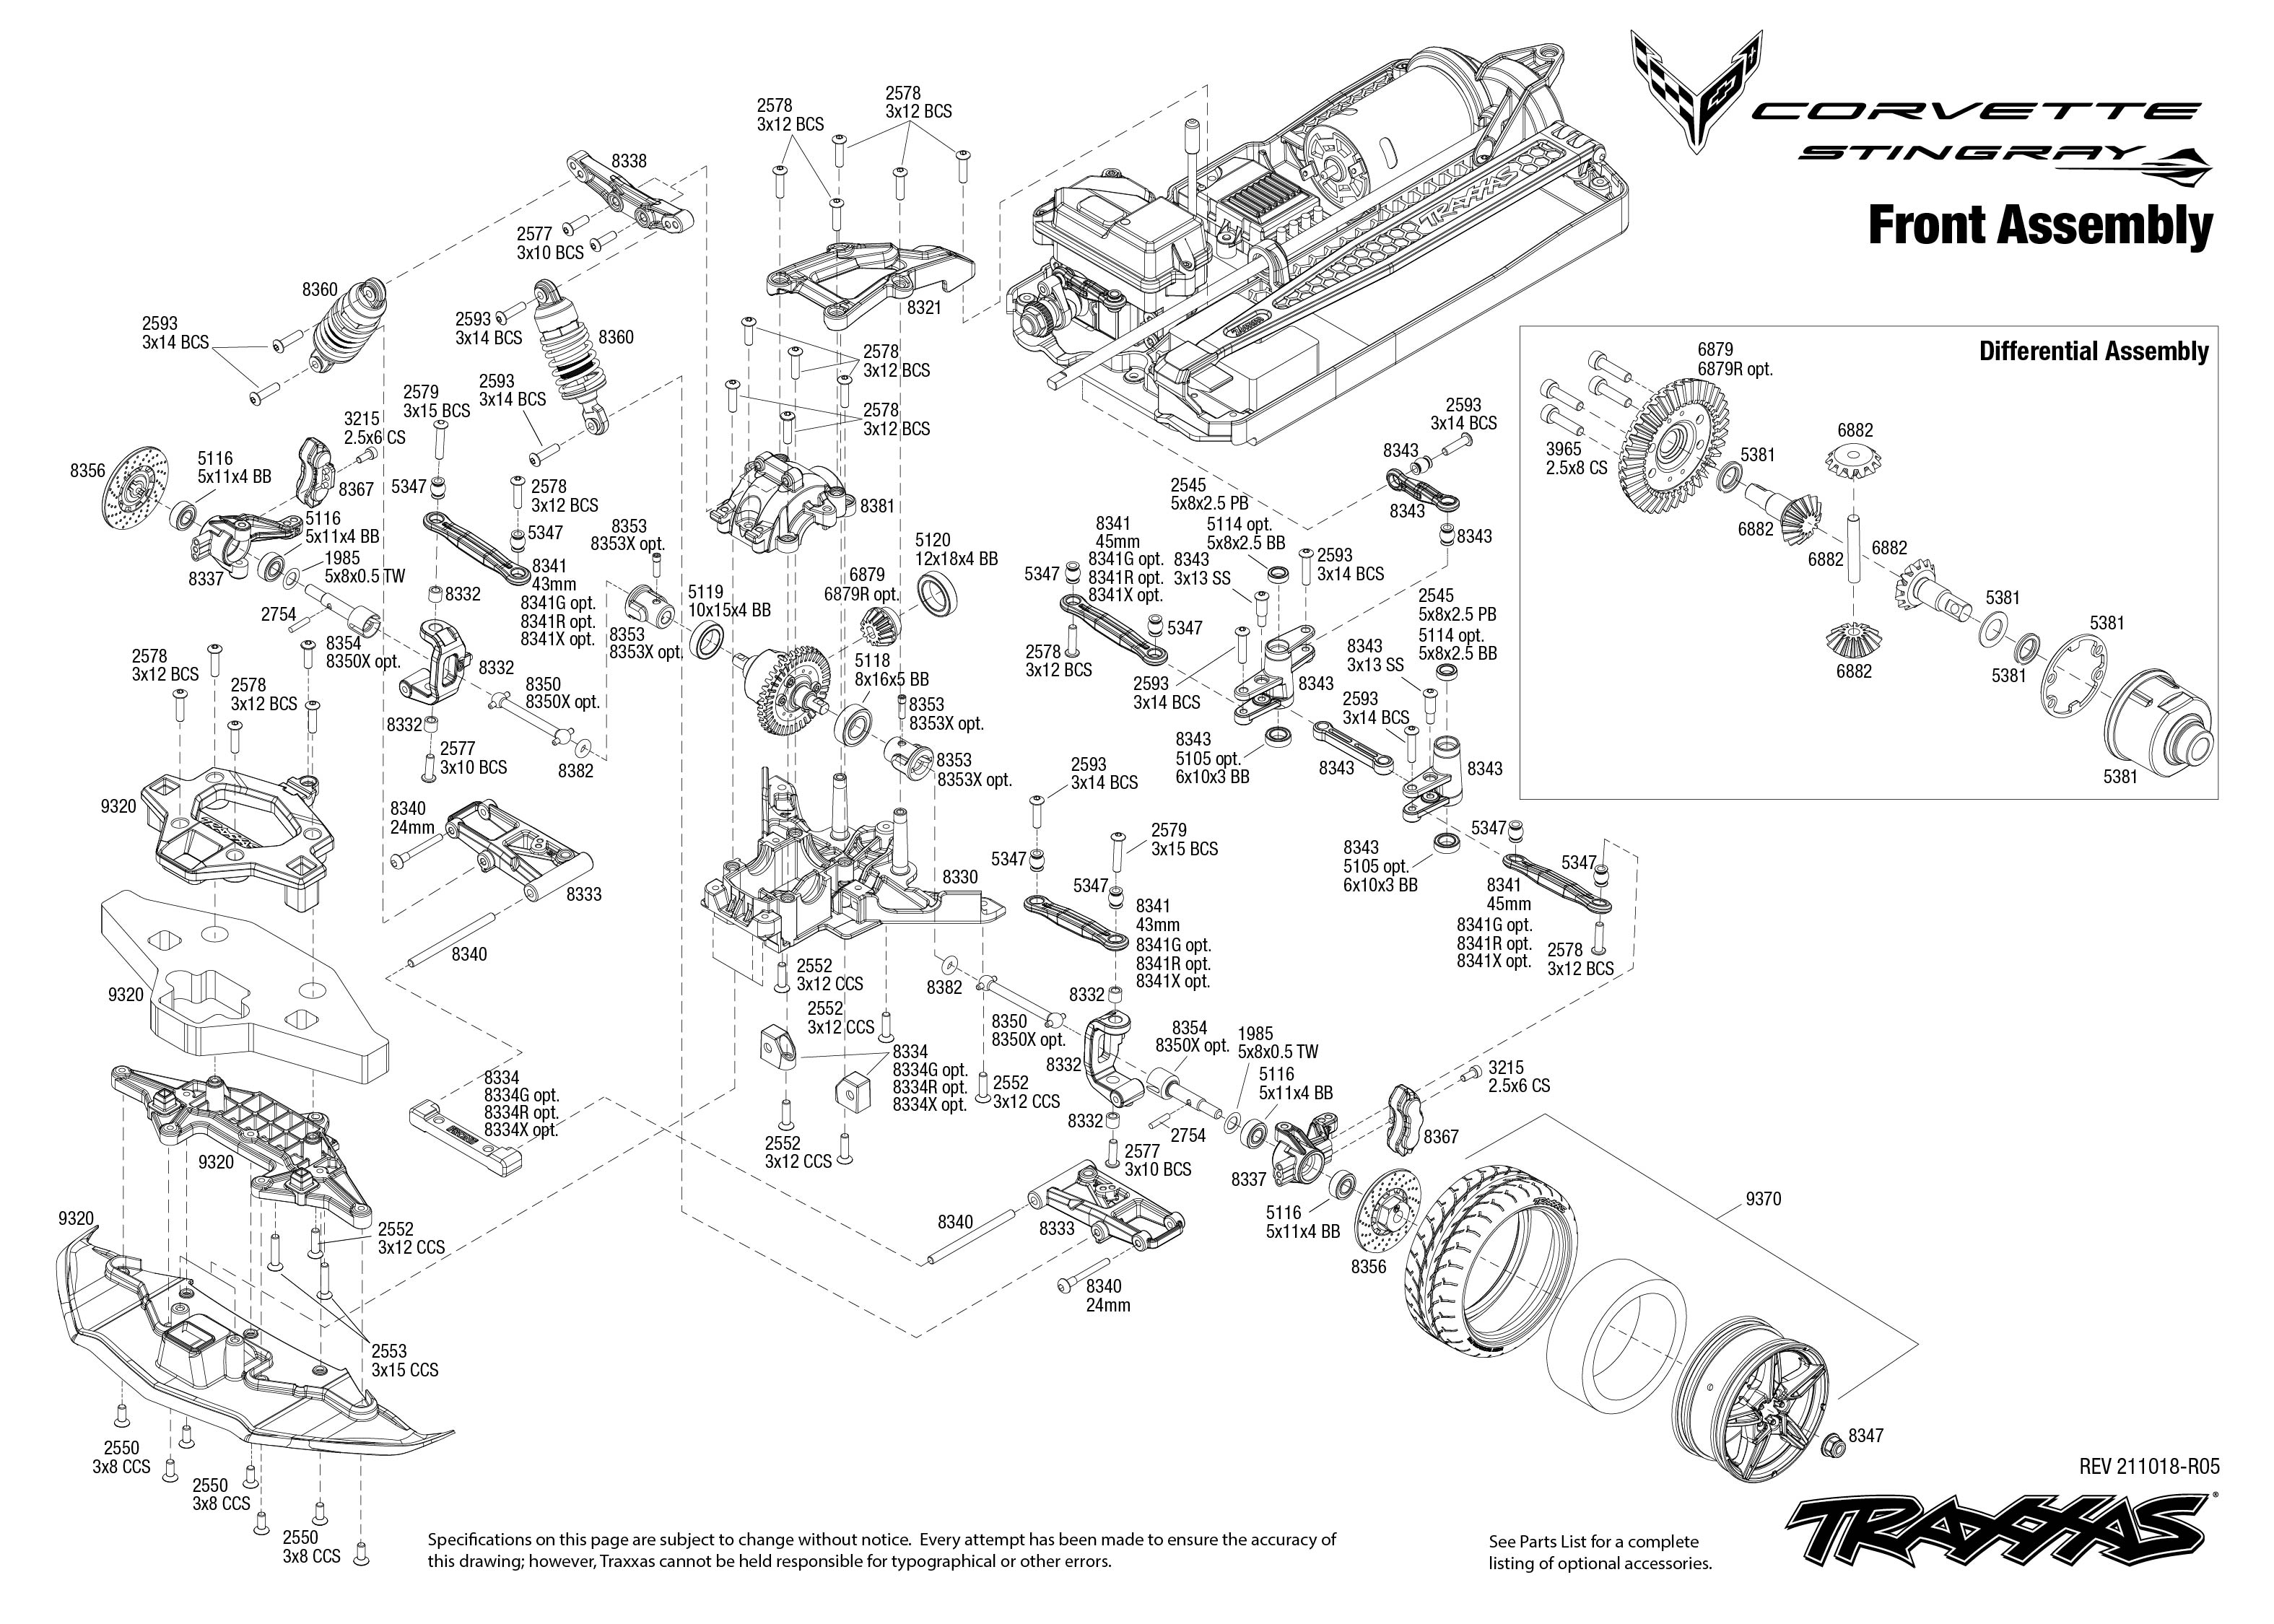 CORVETTE
STINGRAY
Front Assembly
2578
3x12 BCS
2578
3x12 BCS
8338
2577
3x10 BCS
8360
2593
3x14 BCS
2593
3x14 BCS
8360
8321
2578
3x12 BCS
2578
3x12 BCS
2593
3x14 BCS
2579
3x15 BCS
3215
2.5x6 CS
8356
5116
5x11x4 BB
8367
5347
2578
3x12 BCS
5116
5x11x4 BB
5347
8353
8353X opt.
8381
1985
5x8x0.5 TW
8337
8341
43mm
8341G opt.
8341R opt.
8341X opt.
2754
8332
8354
8350X opt.
8332
8353
8353X opt.
5119
10x15x4 BB
6879
6879R opt.
5120
12x18x4 BB
5118
8x16x5 BB
8353
8353X opt.
8353
8353X opt.
2578
3x12 BCS
2578
3x12 BCS
8350
8350X opt.
8332
2577
3x10 BCS
8382
9320
8340
24mm
8333
8340
9320
8334
8334G opt.
8334R opt.
8334X opt.
9320
9320
2552
3x12 CCS
2553
3x15 CCS
2550
3x8 CCS
2550
3x8 CCS
2550
3x8 CCS
8330
2552
3x12 CCS
2552
3x12 CCS
8334
8334G opt.
8334R opt.
8334X opt.
2552
3x12 CCS
2552
3x12 CCS
TRAXXAS
2593
3x14 BCS
8343
8343
8343
2545
5x8x2.5 PB
5114 opt.
5x8x2.5 BB
8341
45mm
8341G opt.
8341R opt.
8341X opt.
8343
3x13 SS
2593
3x14 BCS
5347
5347
2578
3x12 BCS
2593
3x14 BCS
8343
2545
5x8x2.5 PB
5114 opt.
5x8x2.5 BB
8343
3x13 SS
2593
3x14 BCS
8343
5105 opt.
6x10x3 BB
8343
8343
8343
5105 opt.
6x10x3 BB
5347
5347
8341
45mm
8341G opt.
8341R opt.
8341X opt.
2578
3x12 BCS
2593
3x14 BCS
2579
3x15 BCS
5347
5347
8341
43mm
8341G opt.
8341R opt.
8341X opt.
8382
8332
8350
8350X opt.
8332
8354
8350X opt.
1985
5x8x0.5 TW
5116
5x11x4 BB
3215
2.5x6 CS
8367
8332
2754
2577
3x10 BCS
8337
5116
5x11x4 BB
8356
8340
8333
8340
24mm
9370
8347
Differential Assembly
6879
6879R opt.
3965
2.5x8 CS
5381
6882
6882
6882
6882
6882
5381
5381
5381
5381
REV 211018-R05
TRAXXAS
®
Specifications on this page are subject to change without notice. Every attempt has been made to ensure the accuracy of
this drawing; however, Traxxas cannot be held responsible for typographical or other errors.
See Parts List for a complete
listing of optional accessories.